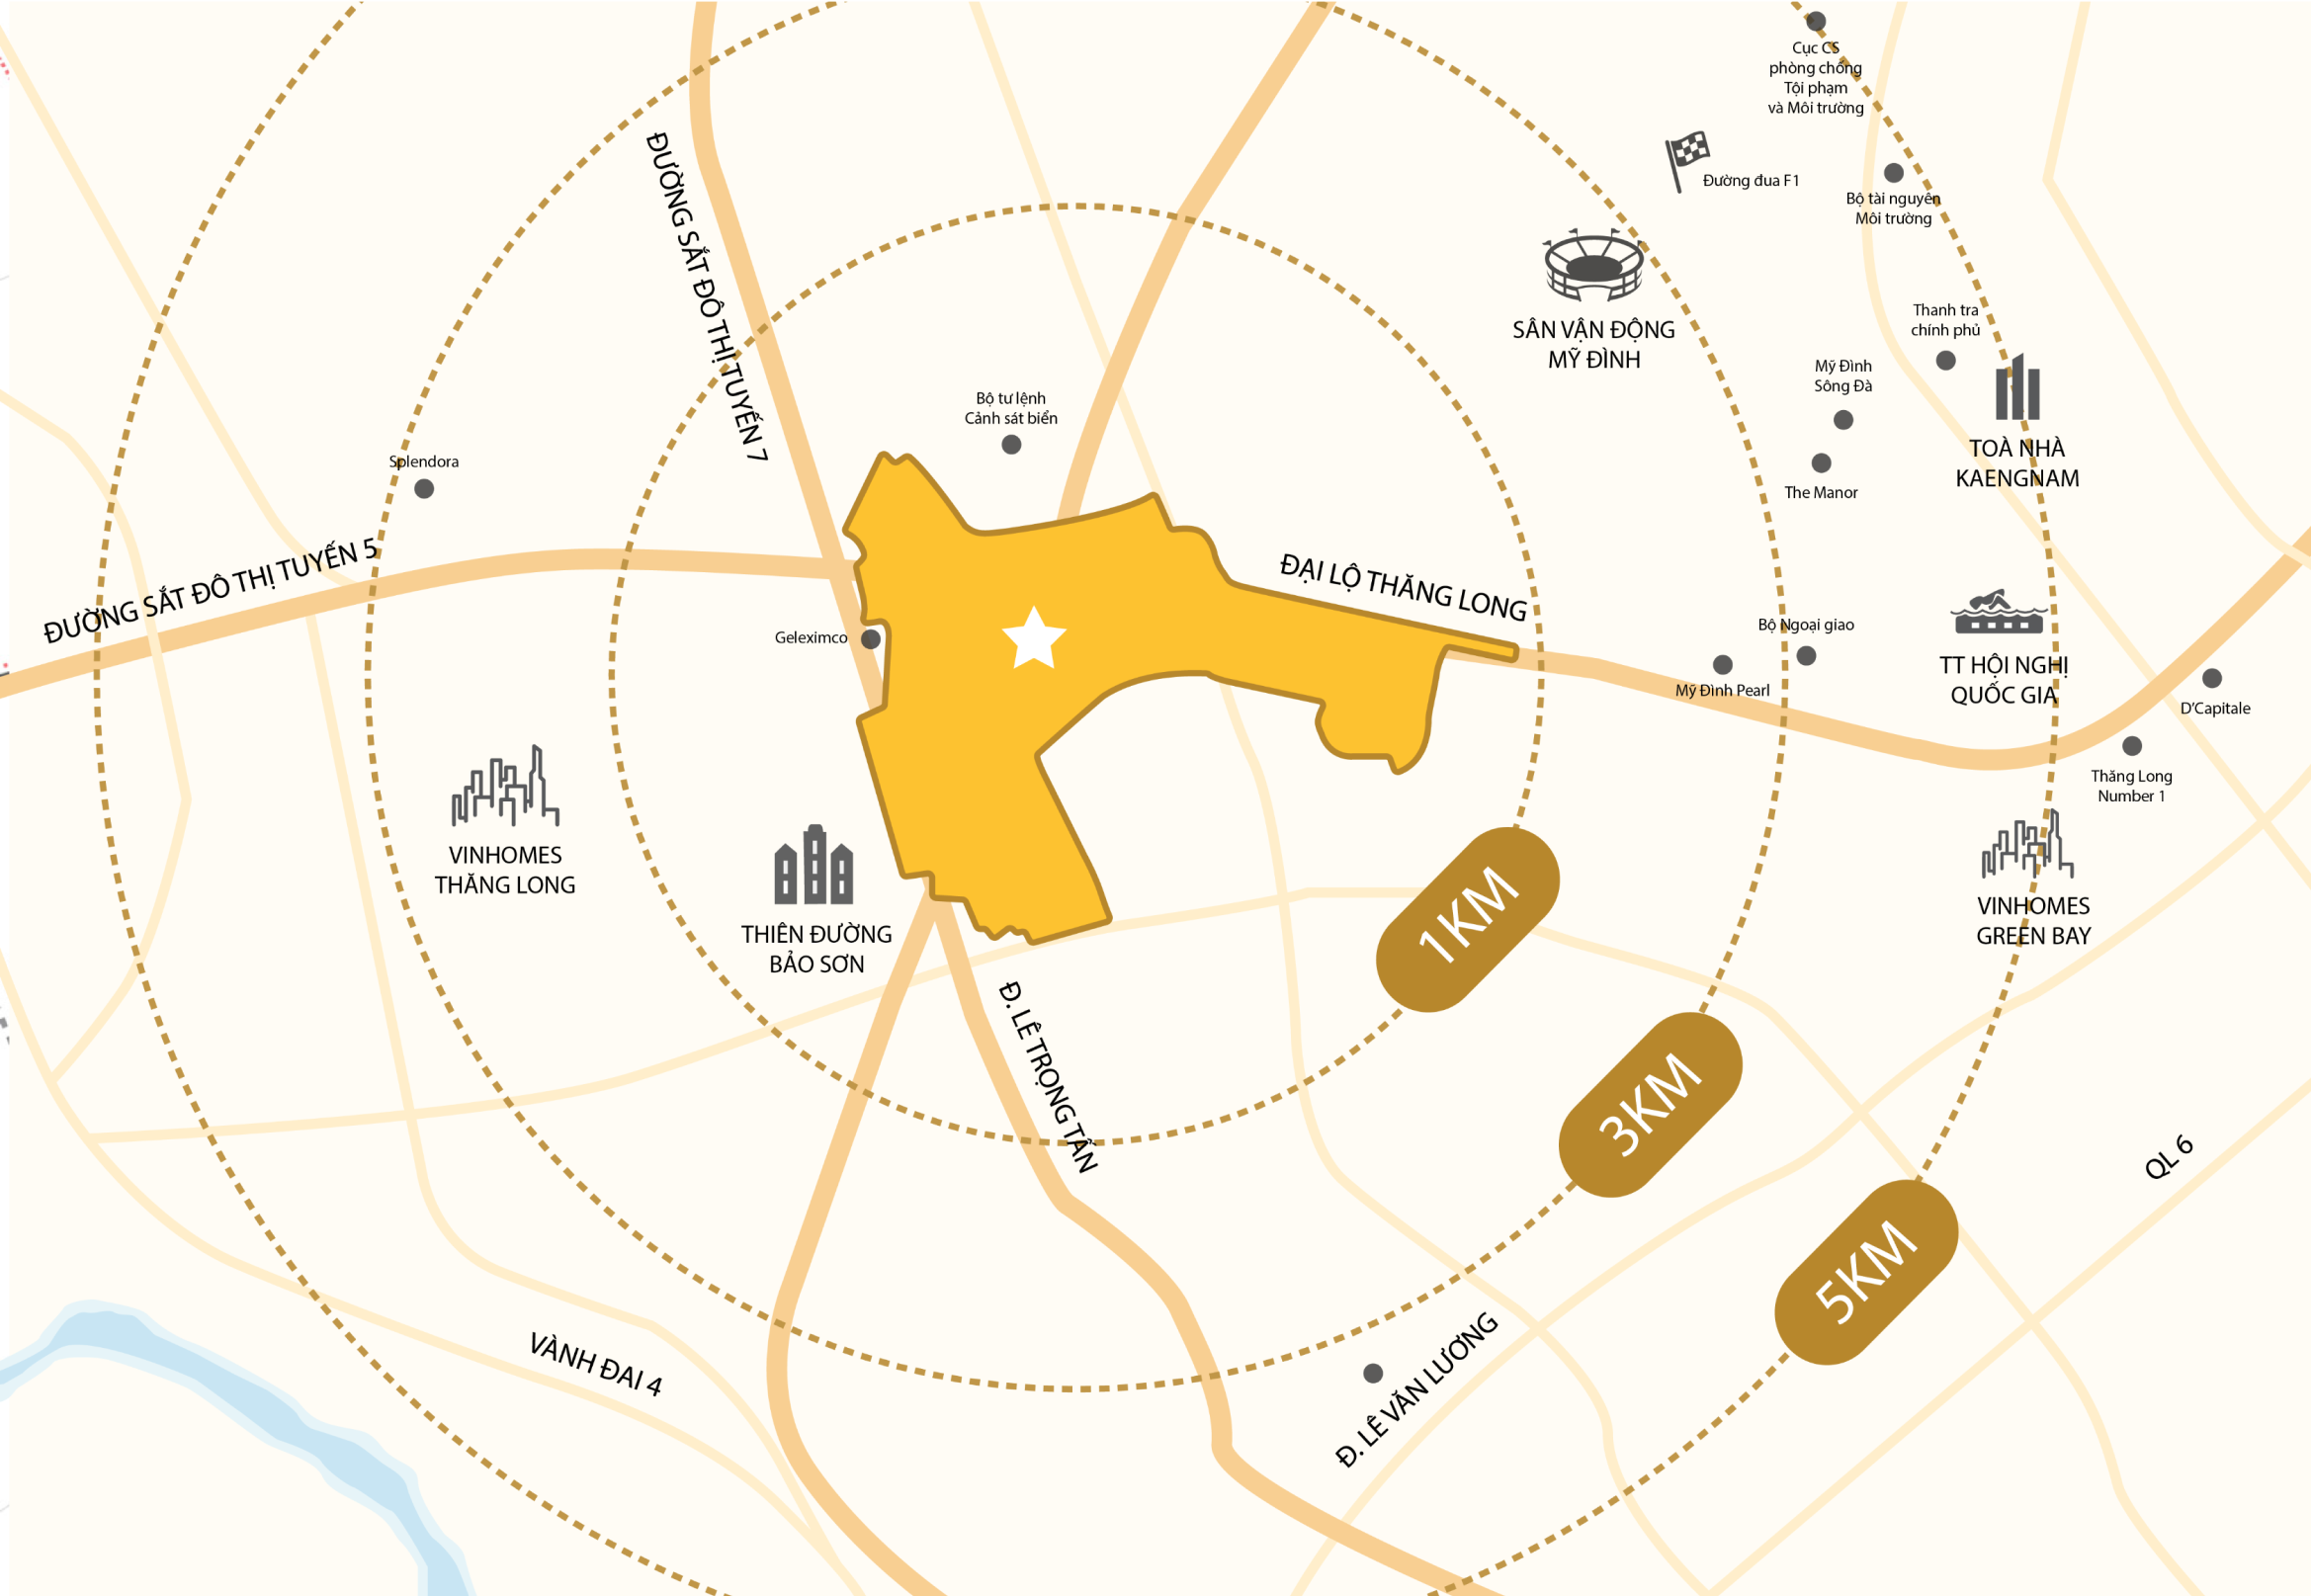 Cục CS
phòng chống
Tội phạm
và Môi trường
Đường đua F1
Bộ tài nguyên
Môi trường
ĐƯỜNG SẮT ĐÔ THỊ TUYẾN 7
SÂN VẬN ĐỘNG
MỸ ĐÌNH
Thanh tra
chính phủ
Mỹ Đình
Sông Đà
Bộ tư lệnh
Cảnh sát biển
Splendora
TOÀ NHÀ
KAENGNAM
The Manor
ĐƯỜNG SẮT ĐÔ THỊ TUYẾN 5
ĐẠI LỘ THĂNG LONG
Geleximco
Bộ Ngoại giao
Mỹ Đình Pearl
TT HỘI NGHỊ
QUỐC GIA
D'Capitale
Thăng Long
Number 1
VINHOMES
THĂNG LONG
THIÊN ĐƯỜNG
BẢO SƠN
1KM
VINHOMES
GREEN BAY
Đ. LÊ TRỌNG TẤN
3KM
QL 6
5KM
VÀNH ĐAI 4
Đ. LÊ VĂN LƯƠNG